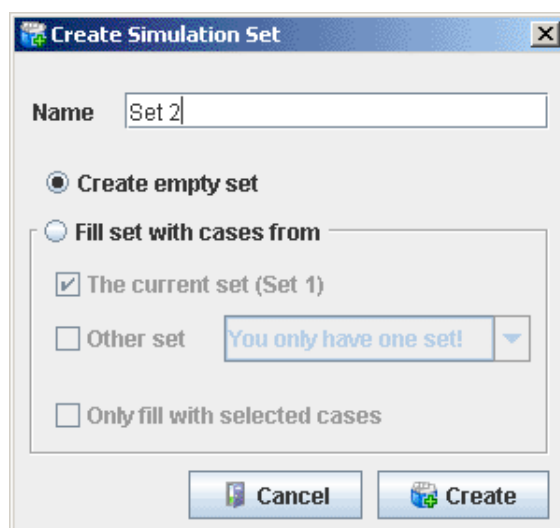 Create Simulation Set
Name Set 2
Create empty set
Fill set with cases from
The current set (Set 1)
Other set You only have one set!
Only fill with selected cases
Cancel Create